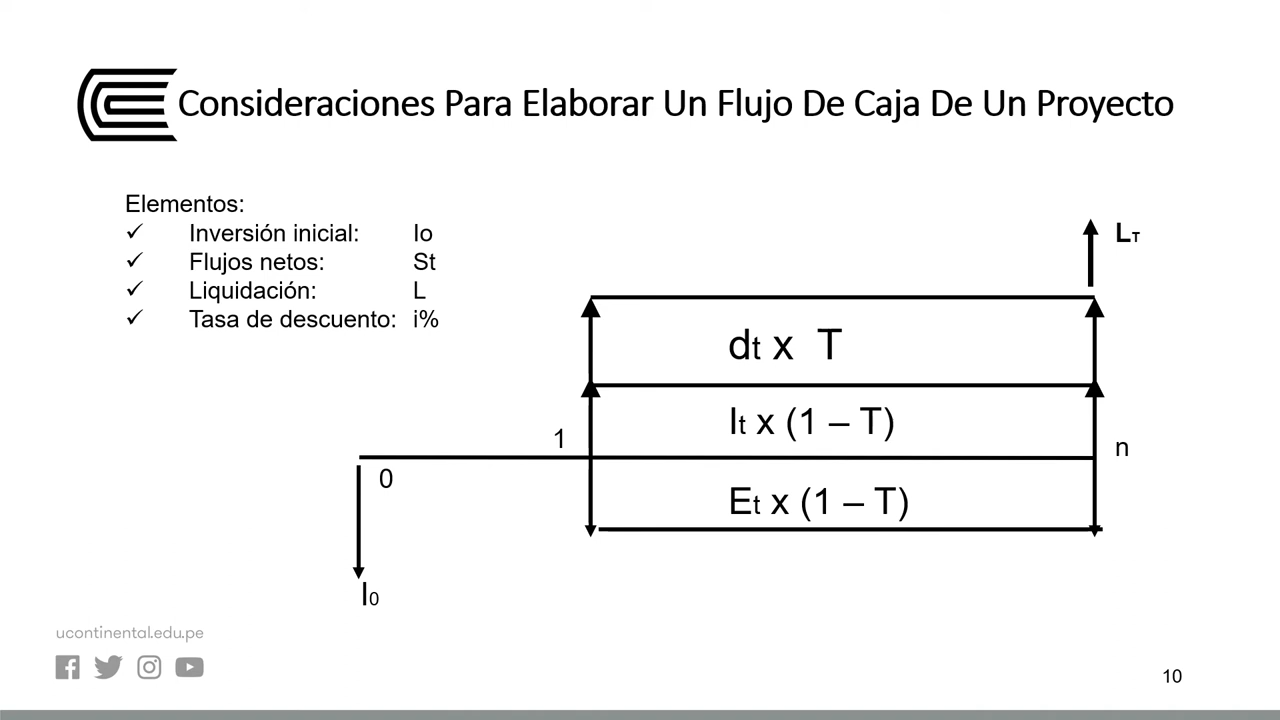 Consideraciones Para Elaborar Un Flujo De Caja De Un Proyecto
Elementos:
✓ Inversión inicial: Io
✓ Flujos netos: St
✓ Liquidación: L
✓ Tasa de descuento: i%
LT
dt x T
It x (1 – T)
1
n
0
Et x (1 – T)
I0
ucontinental.edu.pe
10